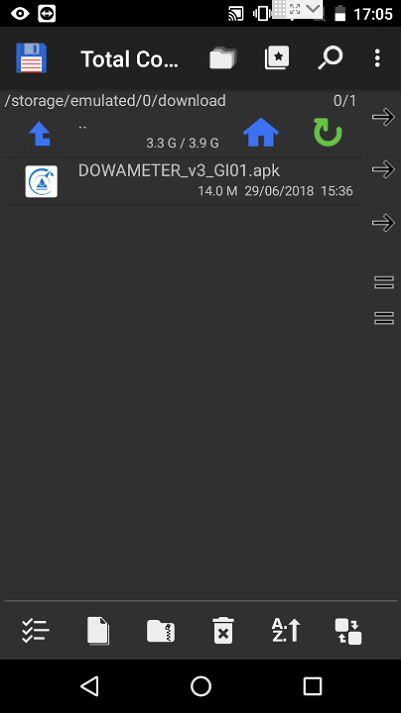 17:05
Total Co...
/storage/emulated/0/download 0/1
..
3.3 G / 3.9 G
DOWAMETER_v3_GI01.apk
14.0 M 29/06/2018 15:36
A:
Z.